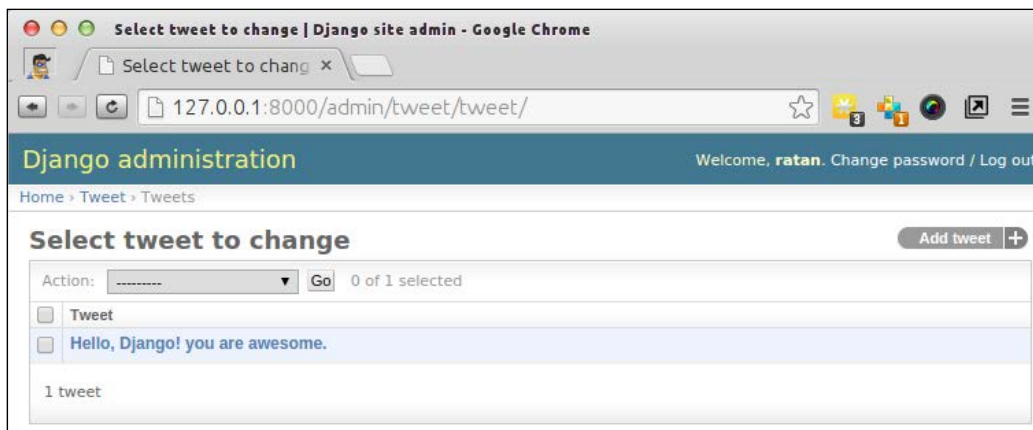 Select tweet to change | Django site admin - Google Chrome
Select tweet to chang
127.0.0.1:8000/admin/tweet/tweet/
3
1
Django administration
Welcome, ratan. Change password / Log out
Home › Tweet › Tweets
Select tweet to change
Add tweet +
Action: --------- Go 0 of 1 selected
Tweet
Hello, Django! you are awesome.
1 tweet